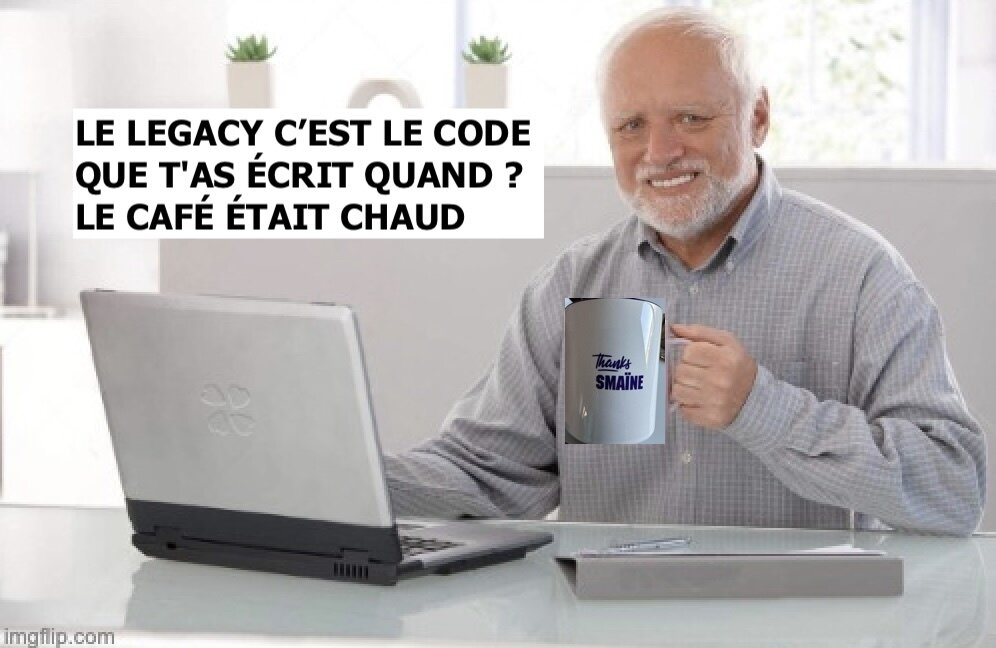 LE LEGACY C’EST LE CODE
QUE T'AS ÉCRIT QUAND ?
LE CAFÉ ÉTAIT CHAUD
Thanks
SMAÏNE
imgflip.com